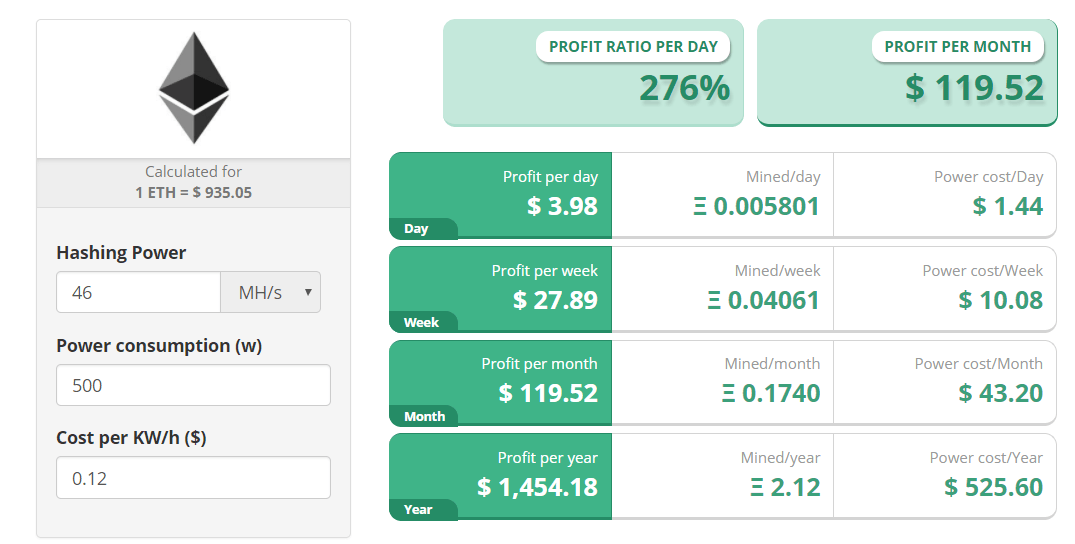 Calculated for
1 ETH = $ 935.05
Hashing Power
46 MH/s
Power consumption (w)
500
Cost per KW/h ($)
0.12
PROFIT RATIO PER DAY
276%
PROFIT PER MONTH
$ 119.52
Profit per day
$ 3.98
Day
Mined/day
Ξ 0.005801
Power cost/Day
$ 1.44
Profit per week
$ 27.89
Week
Mined/week
Ξ 0.04061
Power cost/Week
$ 10.08
Profit per month
$ 119.52
Month
Mined/month
Ξ 0.1740
Power cost/Month
$ 43.20
Profit per year
$ 1,454.18
Year
Mined/year
Ξ 2.12
Power cost/Year
$ 525.60